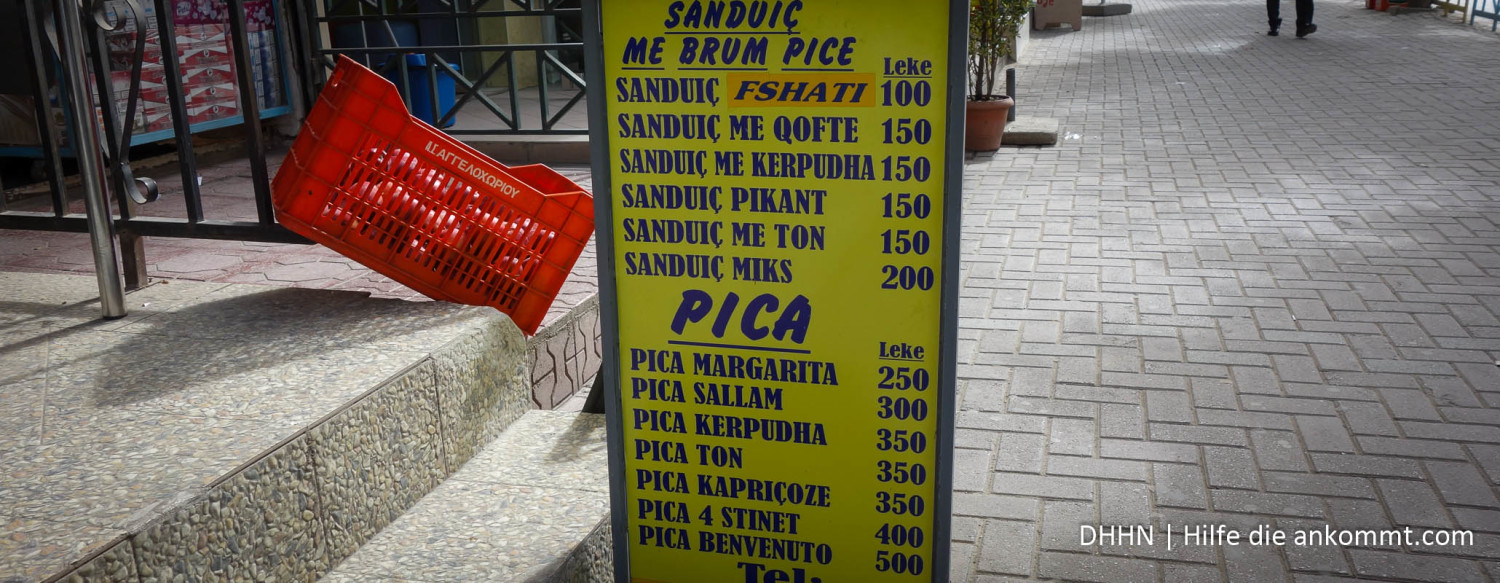 SANDUIÇ
ME BRUM PICE
Leke
SANDUIÇ FSHATI 100
SANDUIÇ ME QOFTE 150
SANDUIÇ ME KERPUDHA 150
SANDUIÇ PIKANT 150
SANDUIÇ ME TON 150
SANDUIÇ MIKS 200
PICA
Leke
PICA MARGARITA 250
PICA SALLAM 300
PICA KERPUDHA 350
PICA TON 350
PICA KAPRIÇOZE 350
PICA 4 STINET 400
PICA BENVENUTO 500
Tel:
ΑΓΓΕΛΟΧΩΡΙΟΥ
DHHN | Hilfe die ankommt.com